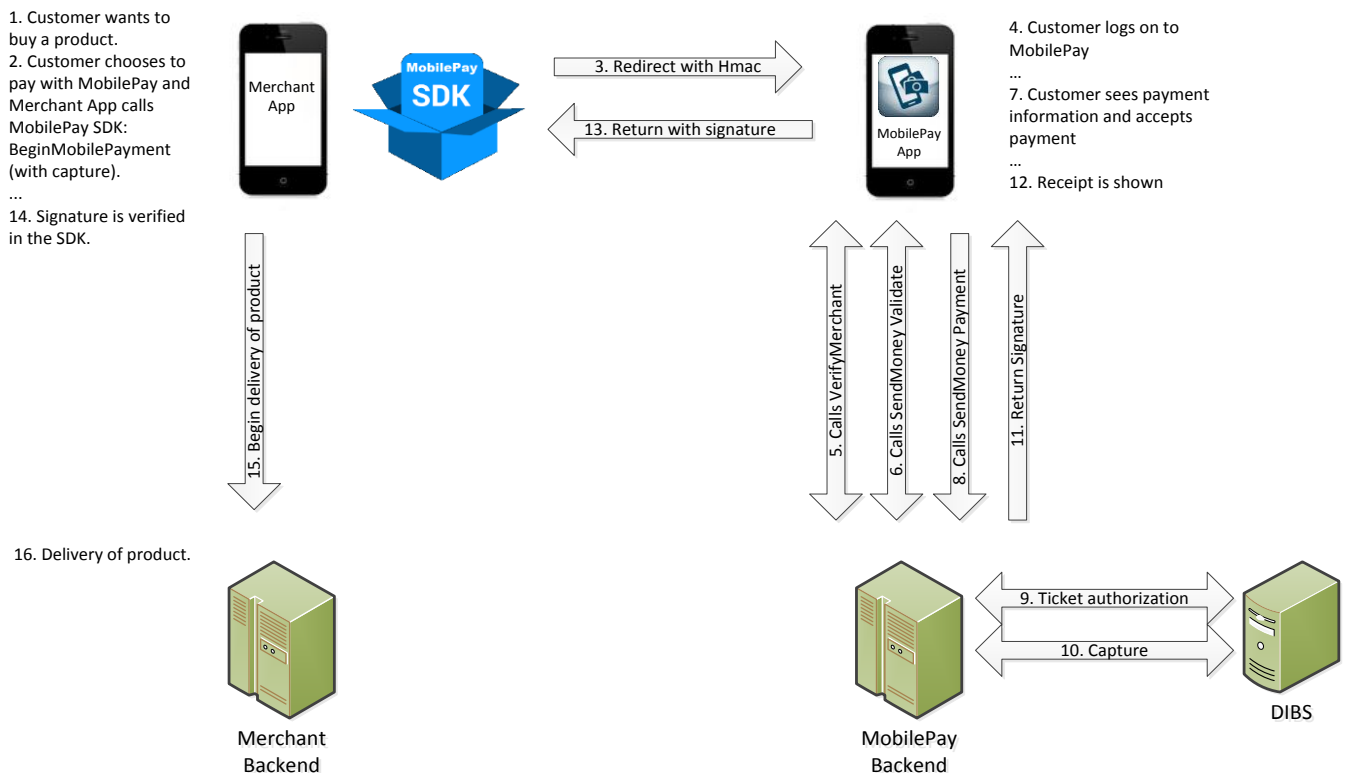 1. Customer wants to
buy a product.
2. Customer chooses to
pay with MobilePay and
Merchant App calls
MobilePay SDK:
BeginMobilePayment
(with capture).
...
14. Signature is verified
in the SDK.
Merchant
App
MobilePay
SDK
3. Redirect with Hmac
13. Return with signature
MobilePay
App
4. Customer logs on to
MobilePay
...
7. Customer sees payment
information and accepts
payment
...
12. Receipt is shown
15. Begin delivery of product
5. Calls VerifyMerchant
6. Calls SendMoney Validate
8. Calls SendMoney Payment
11. Return Signature
16. Delivery of product.
9. Ticket authorization
10. Capture
Merchant
Backend
MobilePay
Backend
DIBS